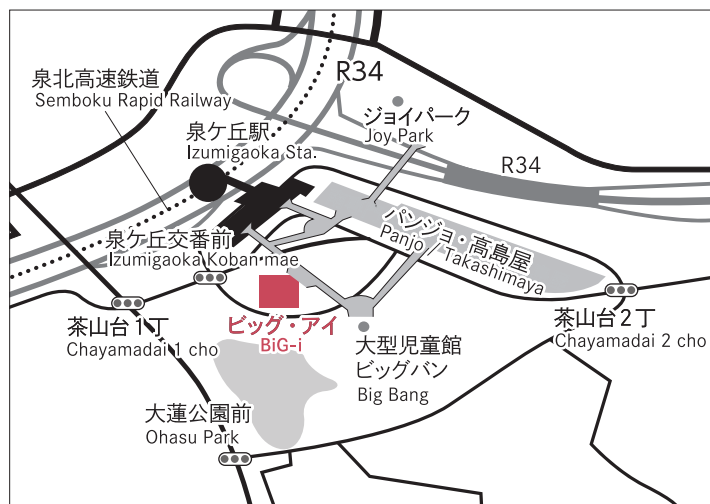 R34
泉北高速鉄道
Semboku Rapid Railway
ジョイパーク
Joy Park
泉ケ丘駅
Izumigaoka Sta.
R34
パンジョ・高島屋
Panjo / Takashimaya
泉ケ丘交番前
Izumigaoka Koban mae
茶山台1丁
Chayamadai 1 cho
ビッグ・アイ
BiG-i
大型児童館
ビッグバン
Big Bang
茶山台2丁
Chayamadai 2 cho
大蓮公園前
Ohasu Park